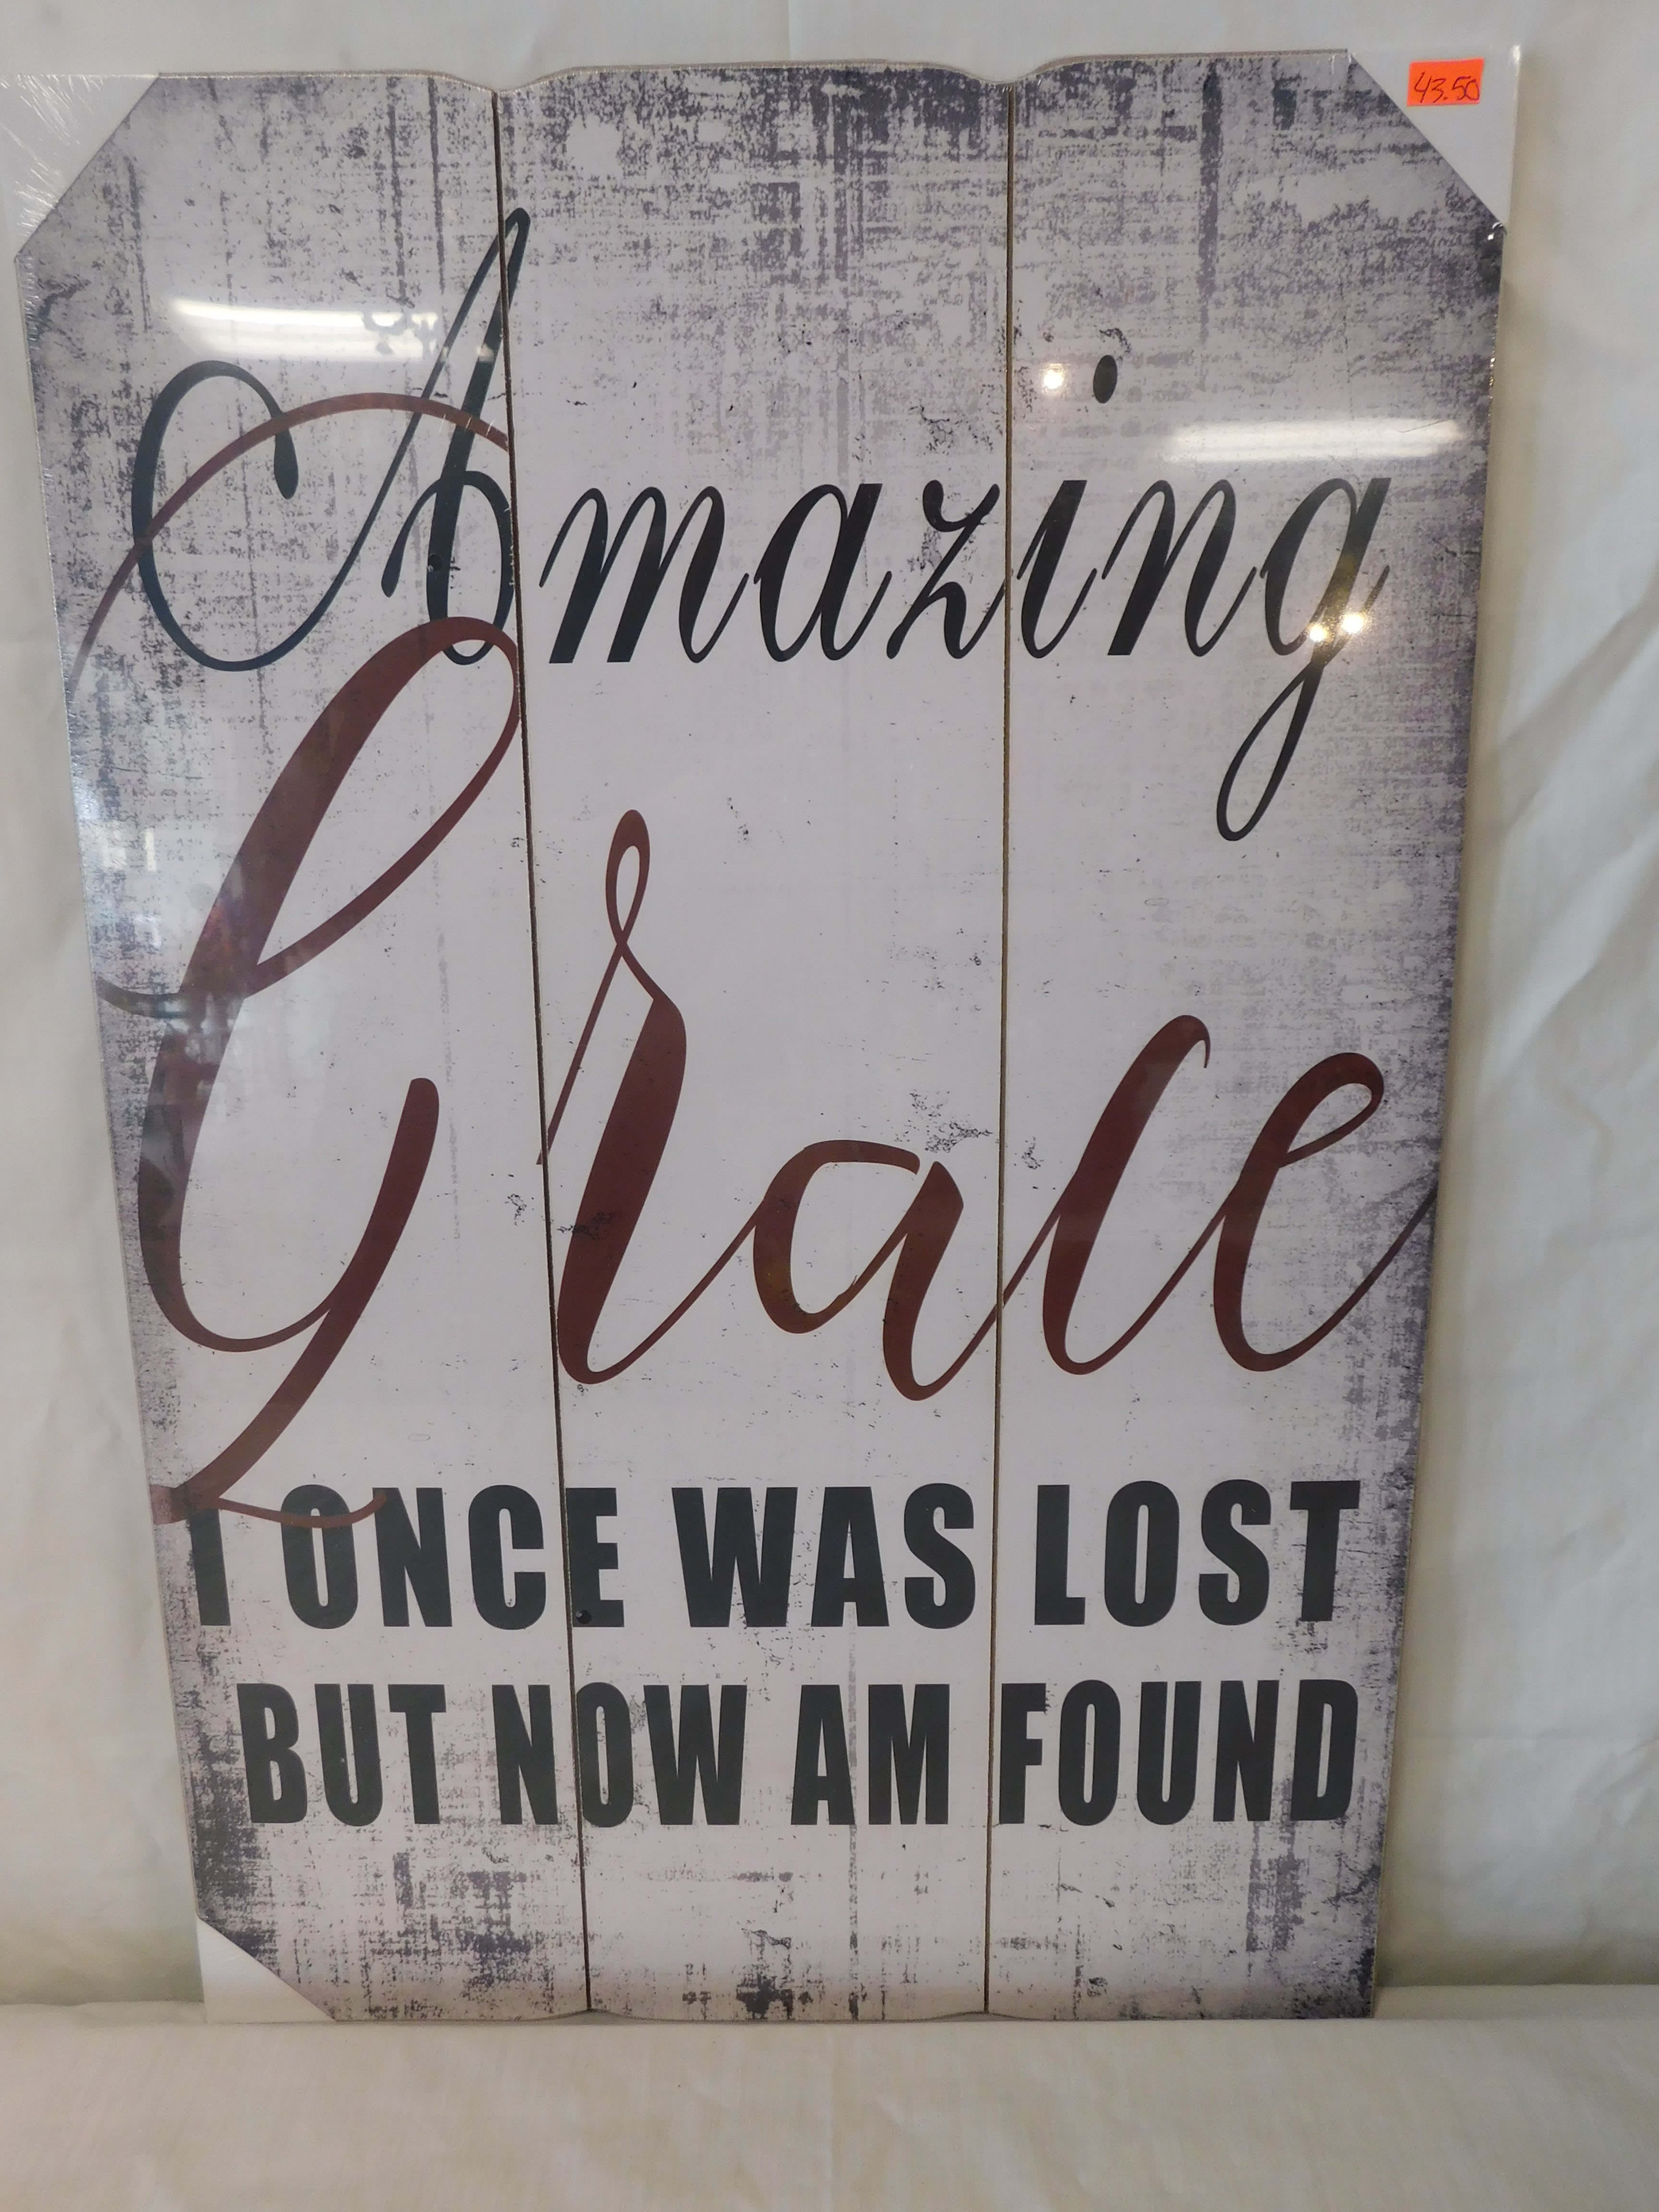 43.50
Amazing
Grace
I ONCE WAS LOST
BUT NOW AM FOUND